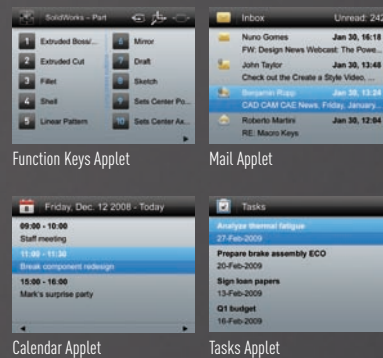 SolidWorks - Part
1 Extruded Boss/...
2 Extruded Cut
3 Fillet
4 Shell
5 Linear Pattern
6 Mirror
7 Draft
8 Sketch
9 Sets Center Po...
10 Sets Center Ax...
Function Keys Applet
Inbox Unread: 242
Nuno Gomes Jan 30, 16:18
FW: Design News Webcast: The Powe...
John Taylor Jan 30, 13:48
Check out the Create a Style Video, ...
Benjamin Rupp Jan 30, 13:24
CAD CAM CAE News, Friday, January...
Roberto Martini Jan 30, 12:04
RE: Macro Keys
Mail Applet
8 Friday, Dec. 12 2008 - Today
09:00 - 10:00
Staff meeting
11:00 - 11:30
Break component redesign
15:00 - 16:00
Mark's surprise party
Calendar Applet
Tasks
Analyze thermal fatigue
27-Feb-2009
Prepare brake assembly ECO
20-Feb-2009
Sign loan papers
13-Feb-2009
Q1 budget
16-Feb-2009
Tasks Applet